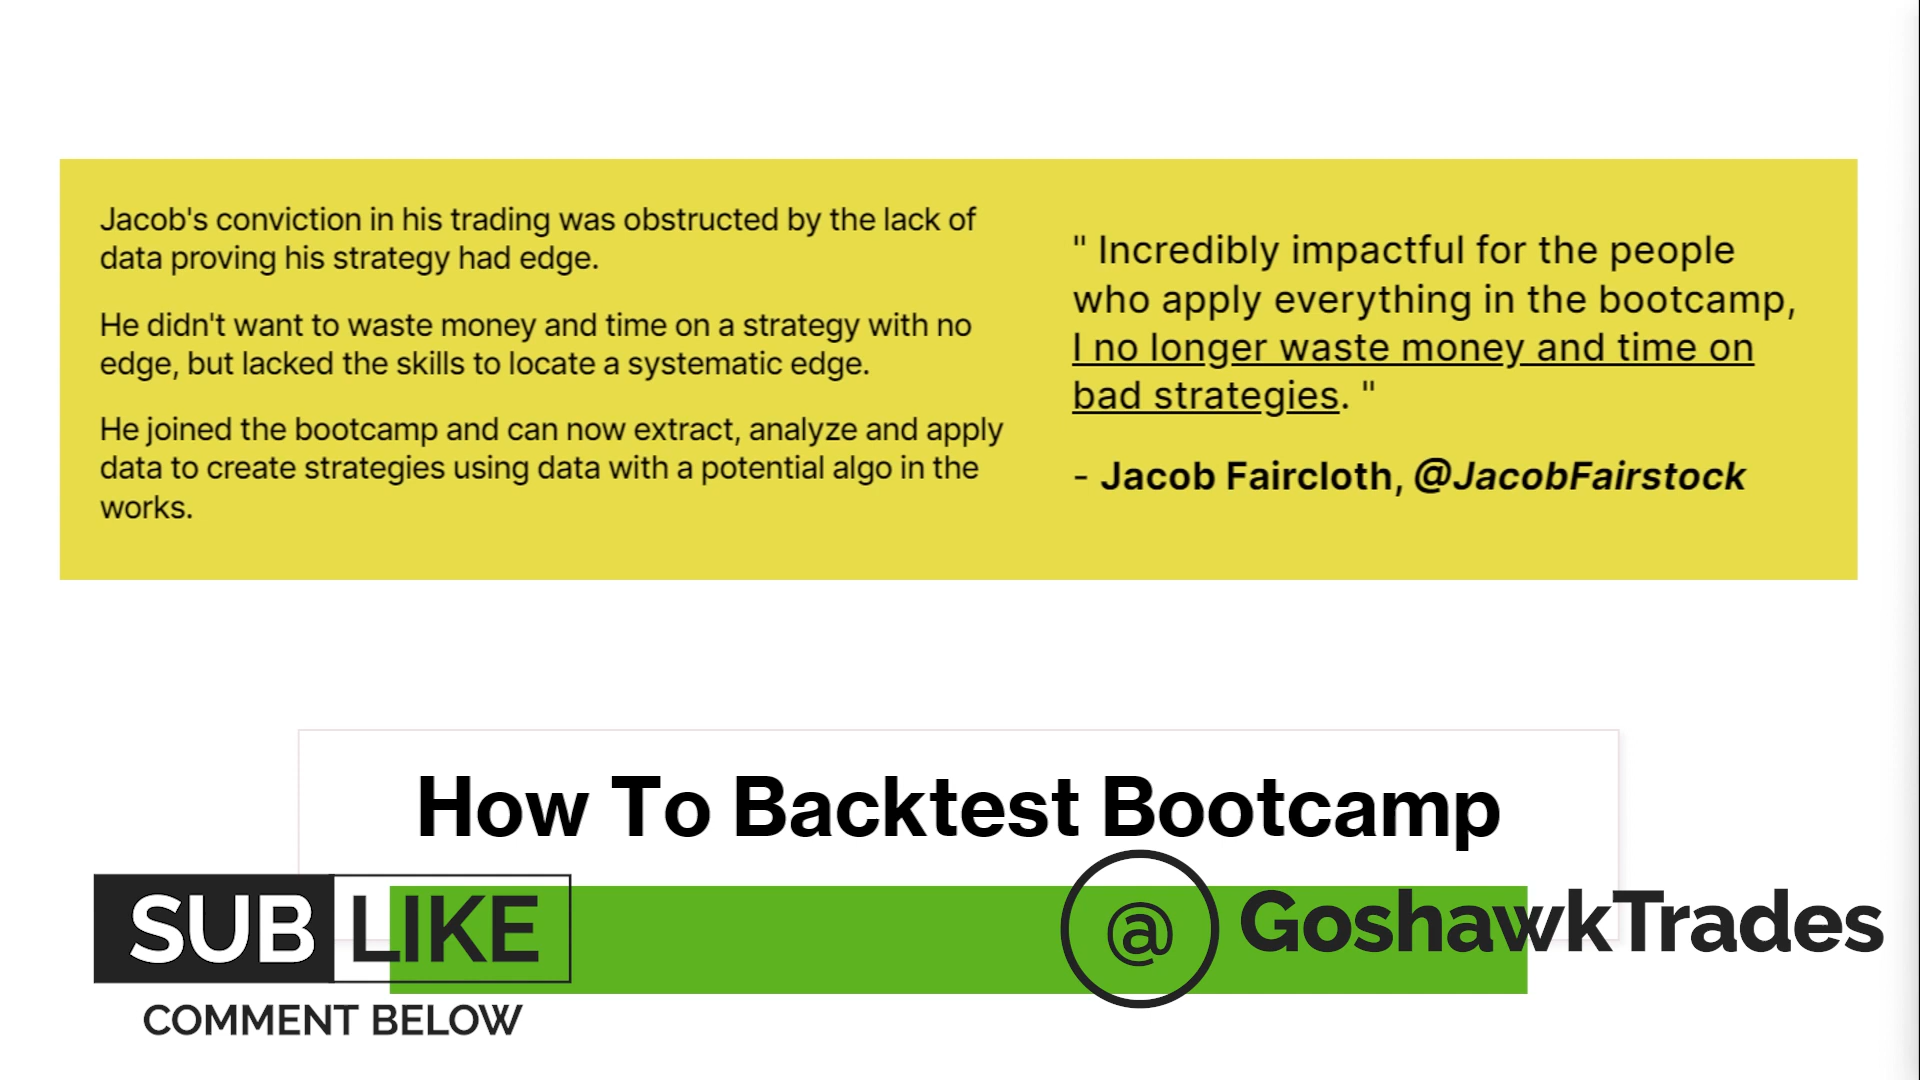 Jacob's conviction in his trading was obstructed by the lack of
data proving his strategy had edge.
He didn't want to waste money and time on a strategy with no
edge, but lacked the skills to locate a systematic edge.
He joined the bootcamp and can now extract, analyze and apply
data to create strategies using data with a potential algo in the
works.
" Incredibly impactful for the people
who apply everything in the bootcamp,
I no longer waste money and time on
bad strategies. "
- Jacob Faircloth, @JacobFairstock
How To Backtest Bootcamp
SUB LIKE
COMMENT BELOW
@ GoshawkTrades